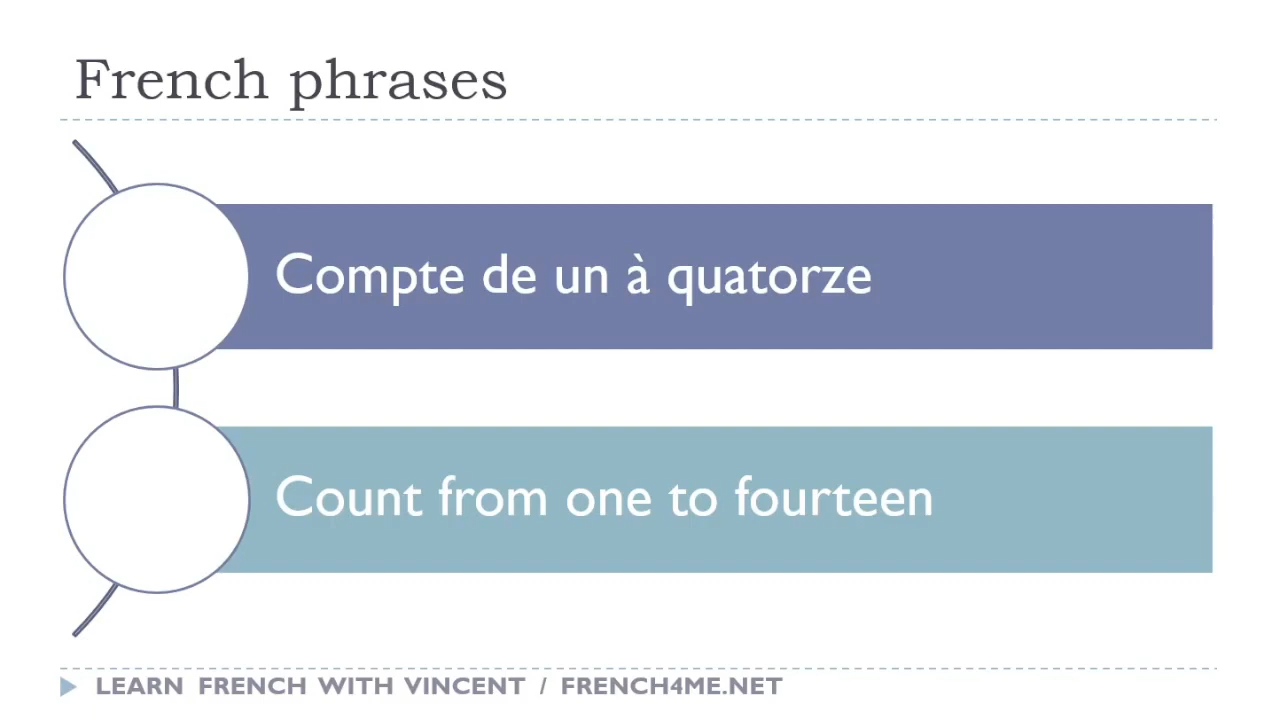 French phrases
Compte de un à quatorze
Count from one to fourteen
LEARN FRENCH WITH VINCENT / FRENCH4ME.NET